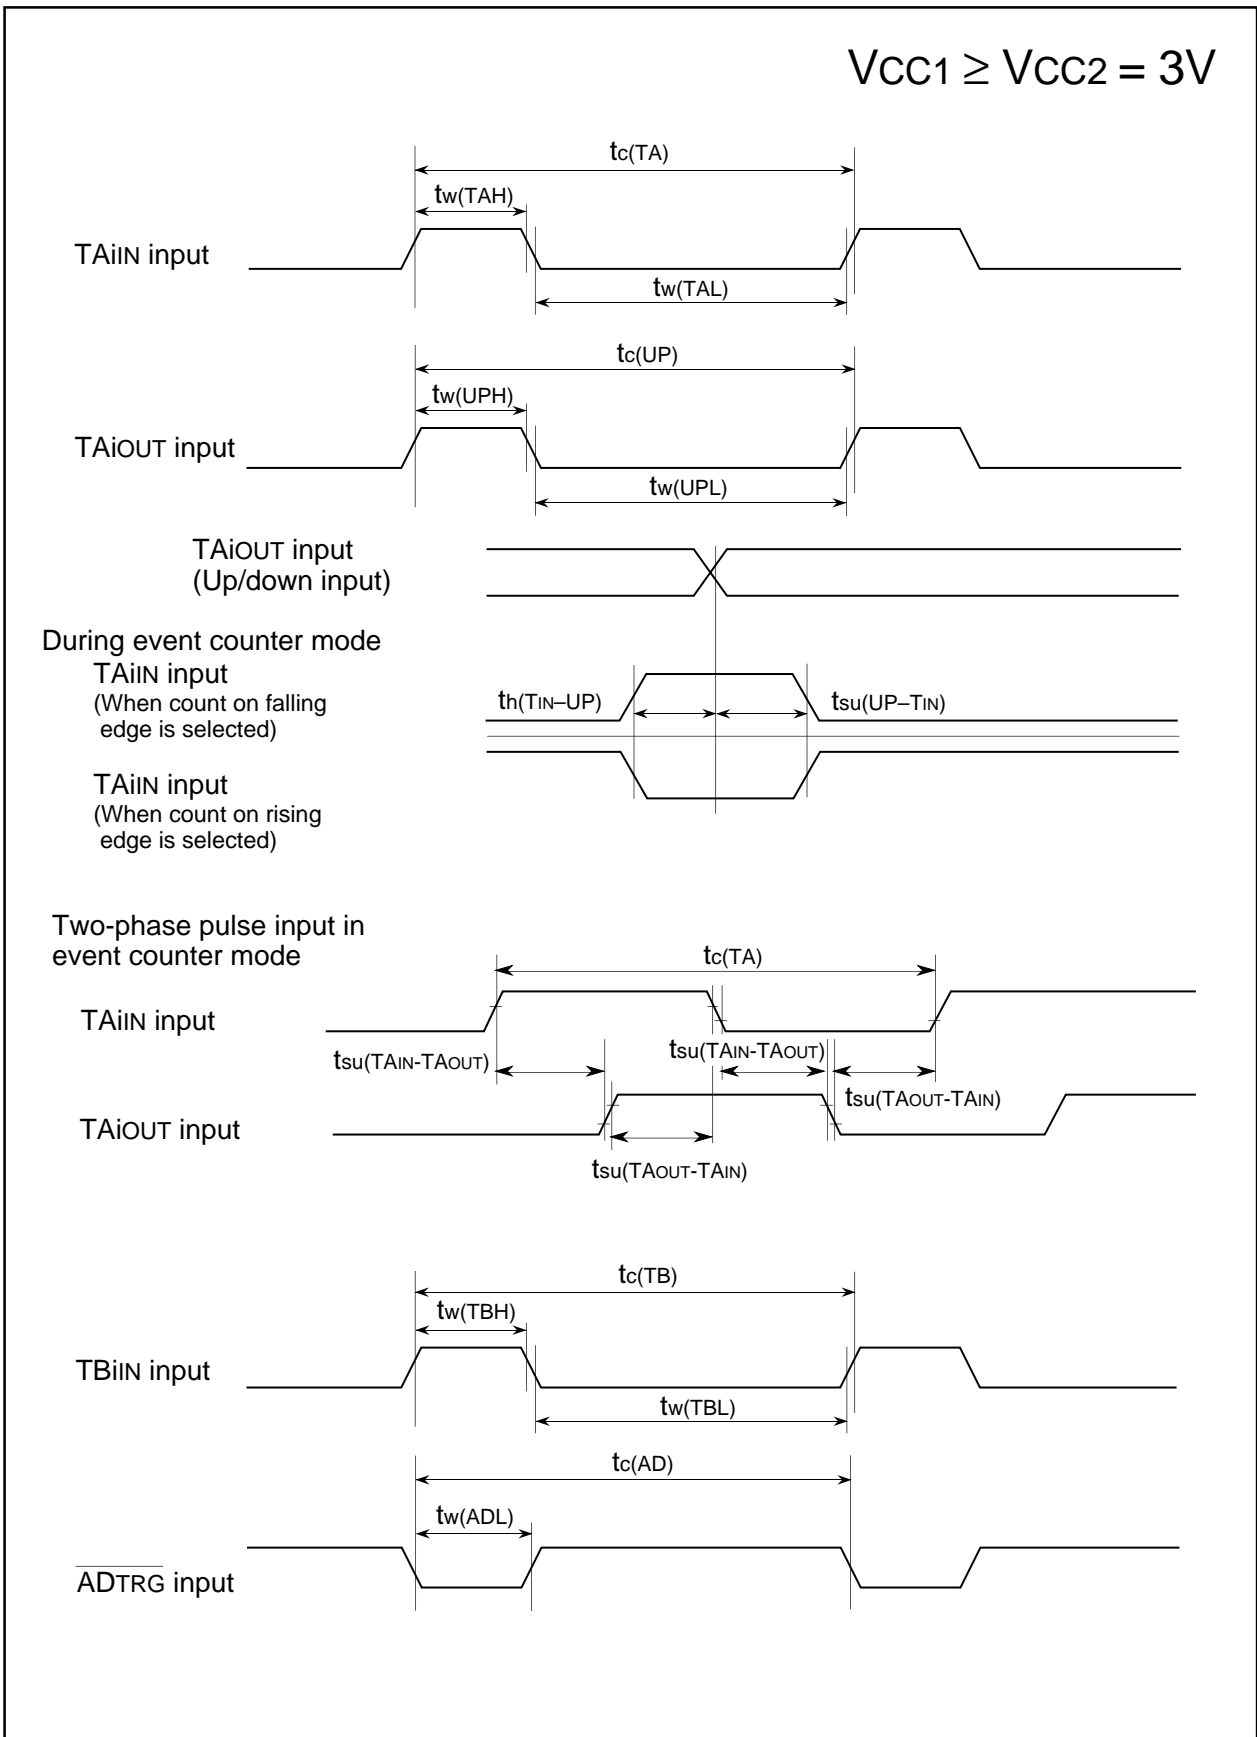 VCC1 ≥ VCC2 = 3V
tc(TA)
tw(TAH)
TAiIN input
tw(TAL)
tc(UP)
tw(UPH)
TAiOUT input
tw(UPL)
TAiOUT input
(Up/down input)
During event counter mode
TAiIN input
(When count on falling
edge is selected)
th(TIN–UP)
tsu(UP–TIN)
TAiIN input
(When count on rising
edge is selected)
Two-phase pulse input in
event counter mode
tc(TA)
TAiIN input
tsu(TAIN-TAOUT)
tsu(TAIN-TAOUT)
tsu(TAOUT-TAIN)
TAiOUT input
tsu(TAOUT-TAIN)
tc(TB)
tw(TBH)
TBiIN input
tw(TBL)
tc(AD)
tw(ADL)
ADTRG input